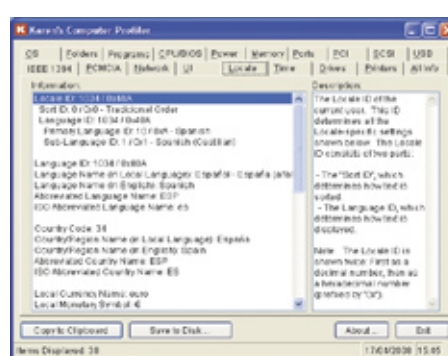 Karen's Computer Profiler
OS Folders Programs CPU/BIOS Power Memory Ports PCI SCSI USB
IEEE 1394 PCMCIA Network UI Locale Time Drives Printers All Info
Information:
Locale ID: 1034 / 0x40A
Sort ID: 0 / 0x0 - Traditional Order
Language ID: 1034 / 0x40A
Primary Language ID: 10 / 0xA - Spanish
Sub-Language ID: 1 / 0x1 - Spanish (Castilian)
Language ID: 1034 / 0x40A
Language Name (in Local Language): Español - España
Language Name (in English): Spanish
Abbreviated Language Name: ESP
ISO Abbreviated Language Name: es
Country Code: 34
Country/Region Name (in Local Language): España
Country/Region Name (in English): Spain
Abbreviated Country Name: ESP
ISO Abbreviated Country Name: ES
Local Currency Name: euro
Local Monetary Symbol: €
Description:
The Locale ID of the
current user. This ID
determines all the
Locale-specific settings
shown below. The Locale
ID consists of two parts:
- The "Sort ID", which
determines how text is
sorted.
- The Language ID, which
determines how text is
displayed.
Note: The Locale ID is
shown twice: First as a
decimal number, then as
a hexadecimal number
(prefixed by "0x").
Copy to Clipboard
Save to Disk...
About...
Exit
Items Displayed: 38
17/04/2008 15:05